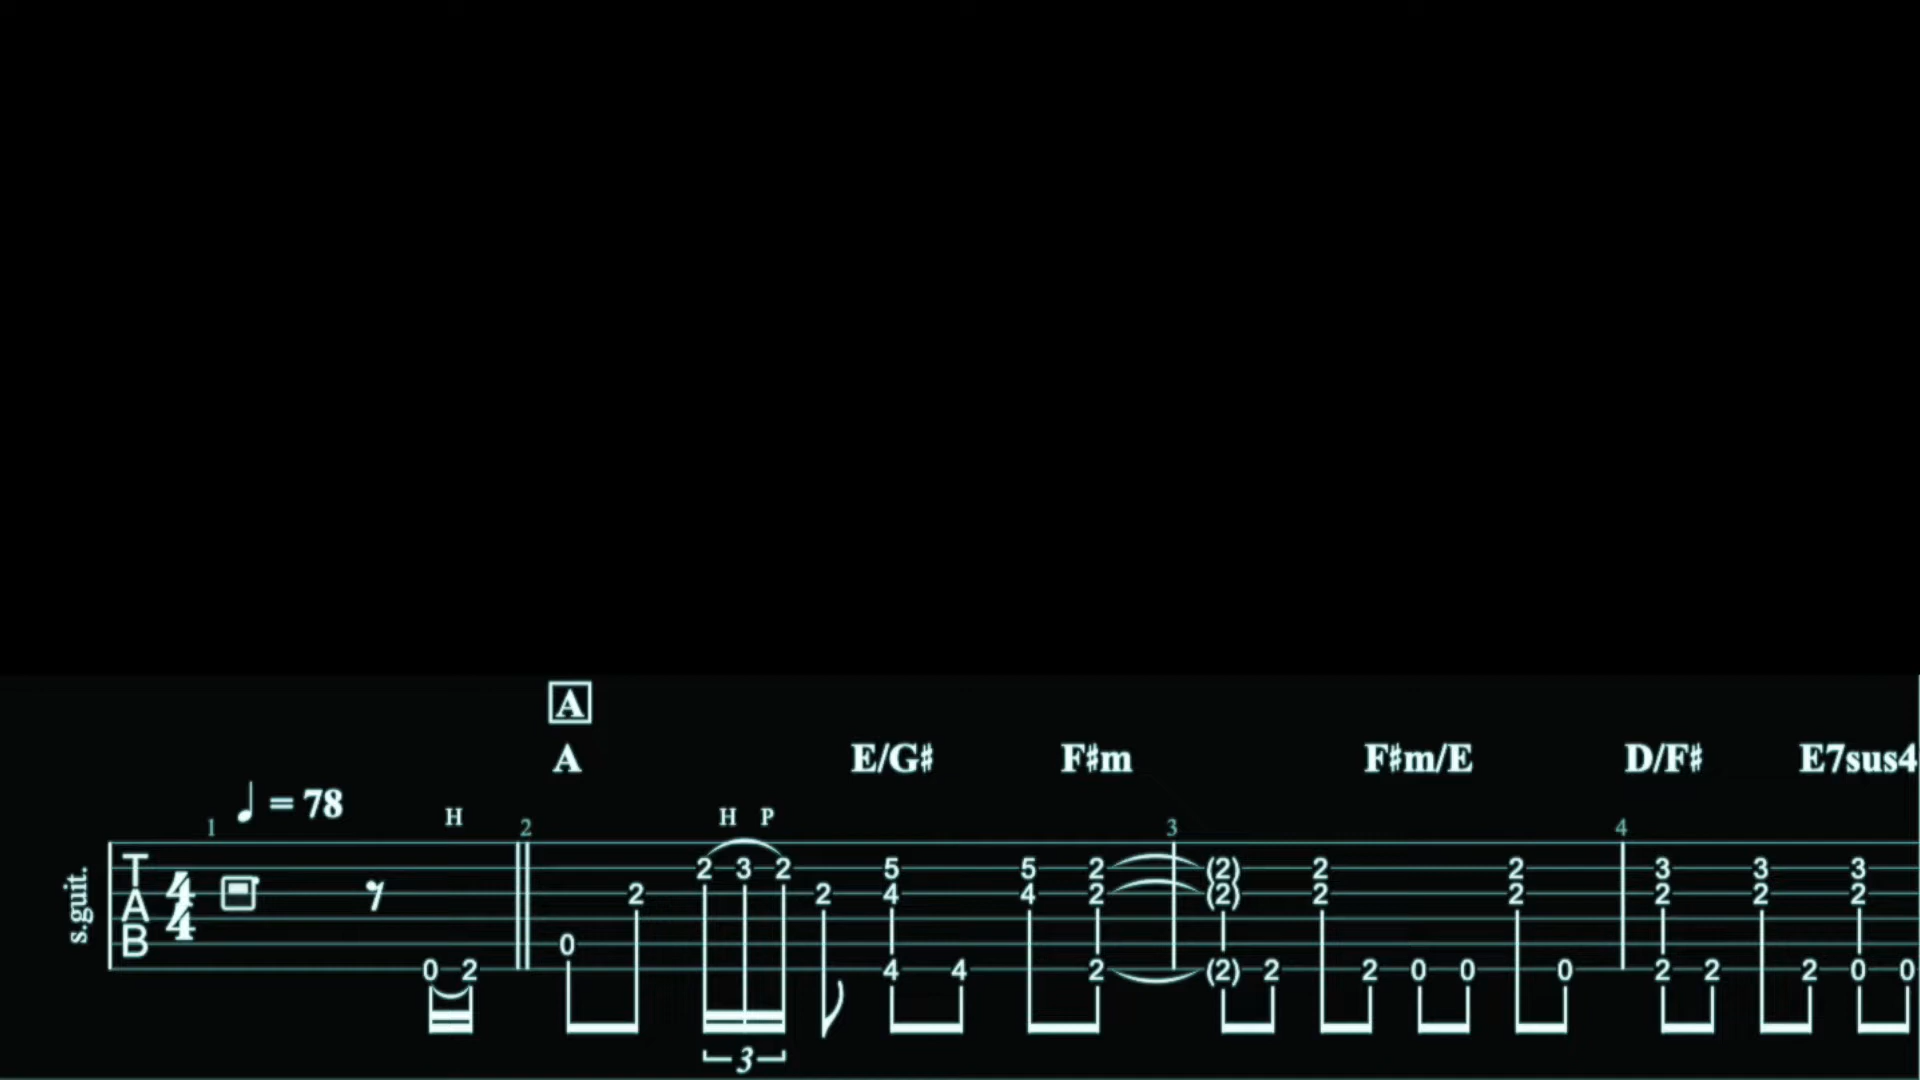 A
A E/G♯ F♯m F♯m/E D/F♯ E7sus4
♩ = 78
H H P
1 2 3 4
s.guit.
TAB
4/4
2 3 2 5 5 2 (2) 2 2 3 3 3
2 2 4 4 2 (2) 2 2 2 2 2
0
0 2 4 4 2 (2) 2 2 0 0 0 2 2 2 0 0
3